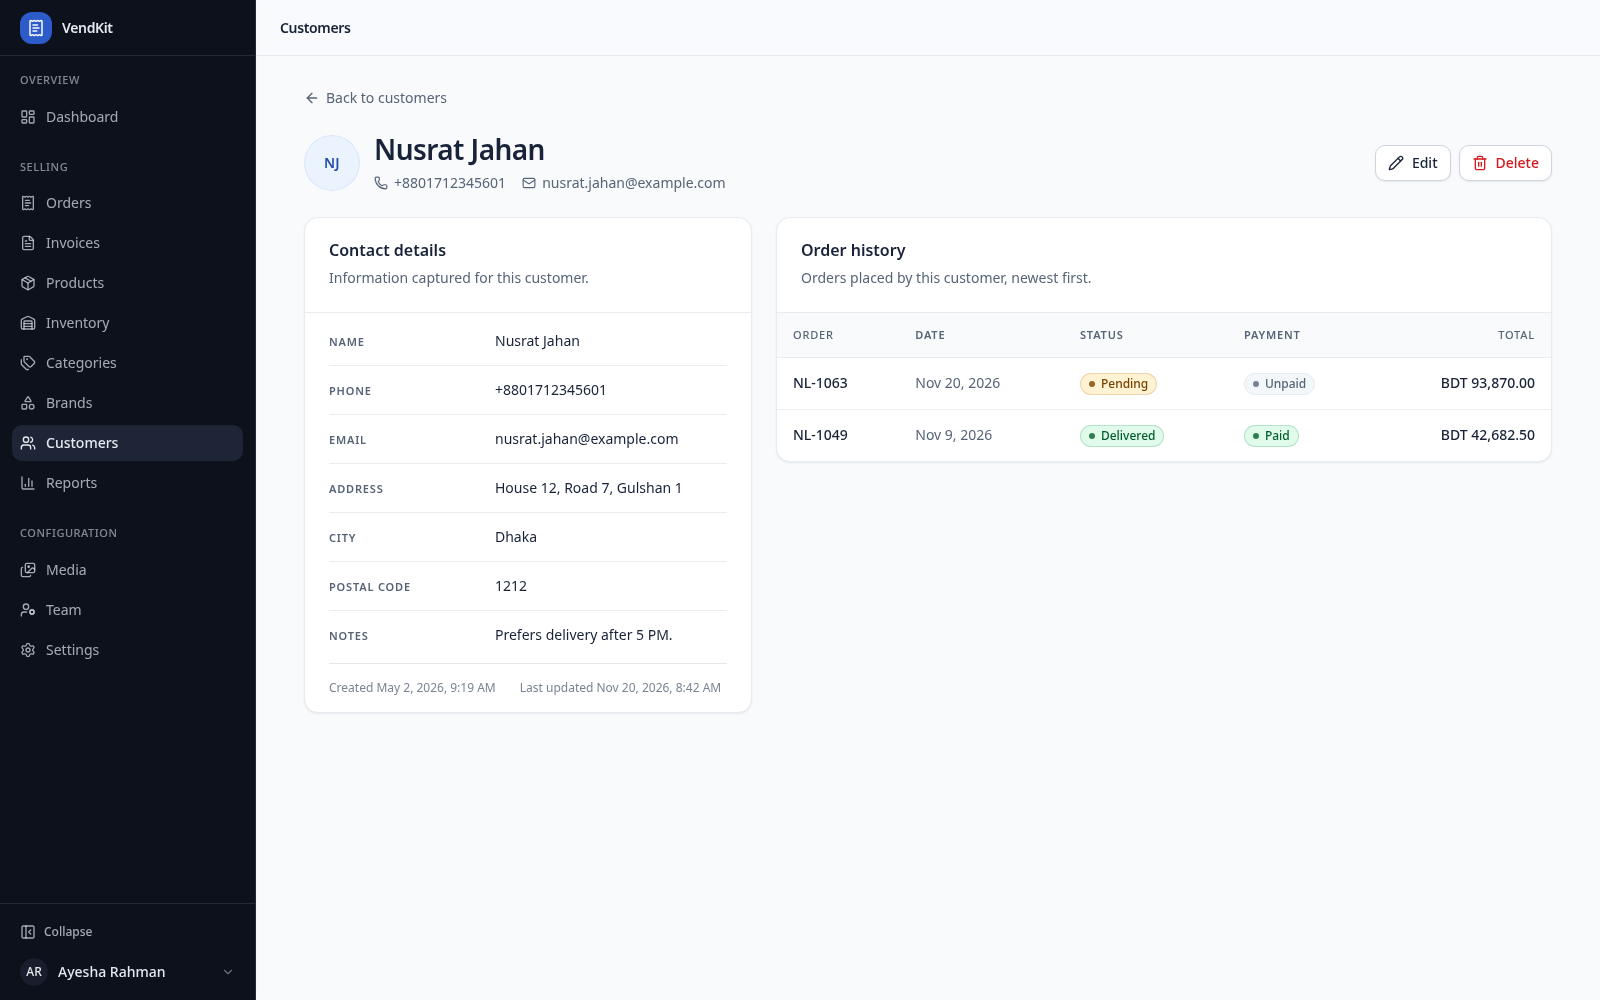 VendKit
OVERVIEW
Dashboard
SELLING
Orders
Invoices
Products
Inventory
Categories
Brands
Customers
Reports
CONFIGURATION
Media
Team
Settings
Collapse
AR Ayesha Rahman
Customers
Back to customers
NJ
Nusrat Jahan
+8801712345601 nusrat.jahan@example.com
Edit Delete
Contact details
Information captured for this customer.
NAME Nusrat Jahan
PHONE +8801712345601
EMAIL nusrat.jahan@example.com
ADDRESS House 12, Road 7, Gulshan 1
CITY Dhaka
POSTAL CODE 1212
NOTES Prefers delivery after 5 PM.
Created May 2, 2026, 9:19 AM Last updated Nov 20, 2026, 8:42 AM
Order history
Orders placed by this customer, newest first.
ORDER DATE STATUS PAYMENT TOTAL
NL-1063 Nov 20, 2026 Pending Unpaid BDT 93,870.00
NL-1049 Nov 9, 2026 Delivered Paid BDT 42,682.50